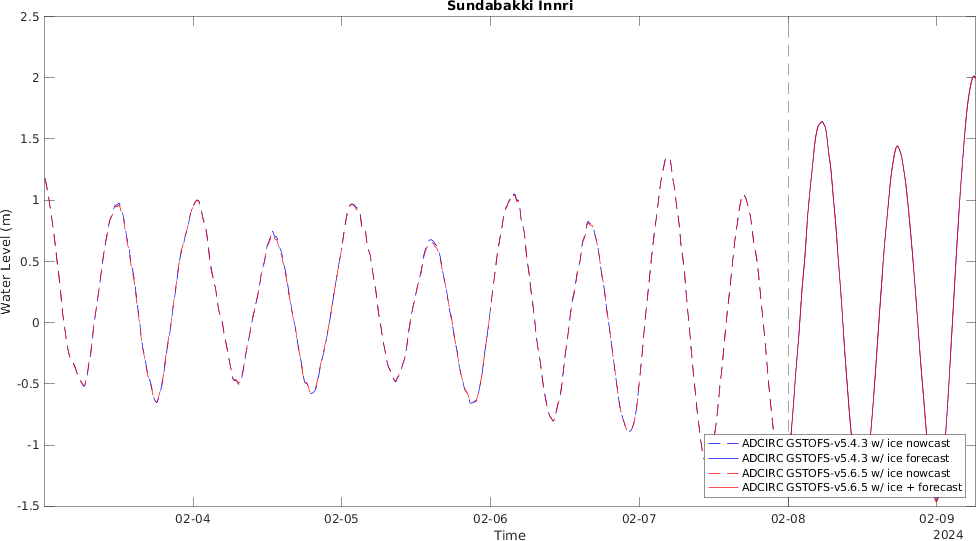 Sundabakki Innri
2.5
2
1.5
1
0.5
0
-0.5
-1
-1.5
Water Level (m)
02-04
02-05
02-06
02-07
02-08
02-09
Time
2024
ADCIRC GSTOFS-v5.4.3 w/ ice nowcast
ADCIRC GSTOFS-v5.4.3 w/ ice forecast
ADCIRC GSTOFS-v5.6.5 w/ ice nowcast
ADCIRC GSTOFS-v5.6.5 w/ ice + forecast